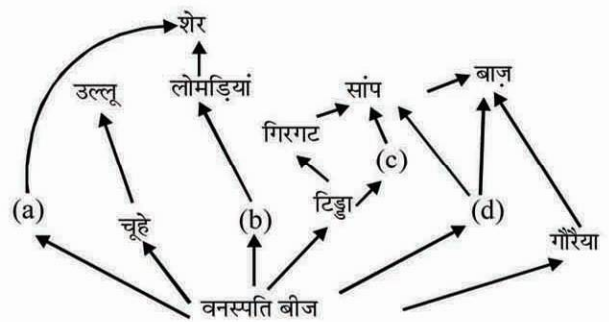 शेर
उल्लू
लोमड़ियां
सांप
बाज़
गिरगट
(c)
(a)
चूहे
(b)
टिड्डा
(d)
गौरैया
वनस्पति बीज